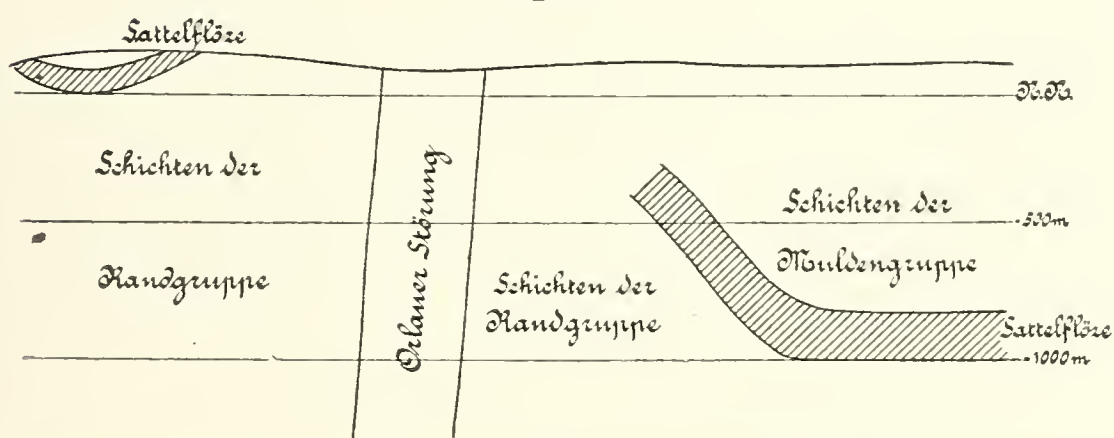 Sattelflöze
N.N.
Schichten der
Randgruppe
Orlauer Störung
Schichten der
Randgruppe
Schichten der
Muldengruppe
-500m
Sattelflöze
-1000m